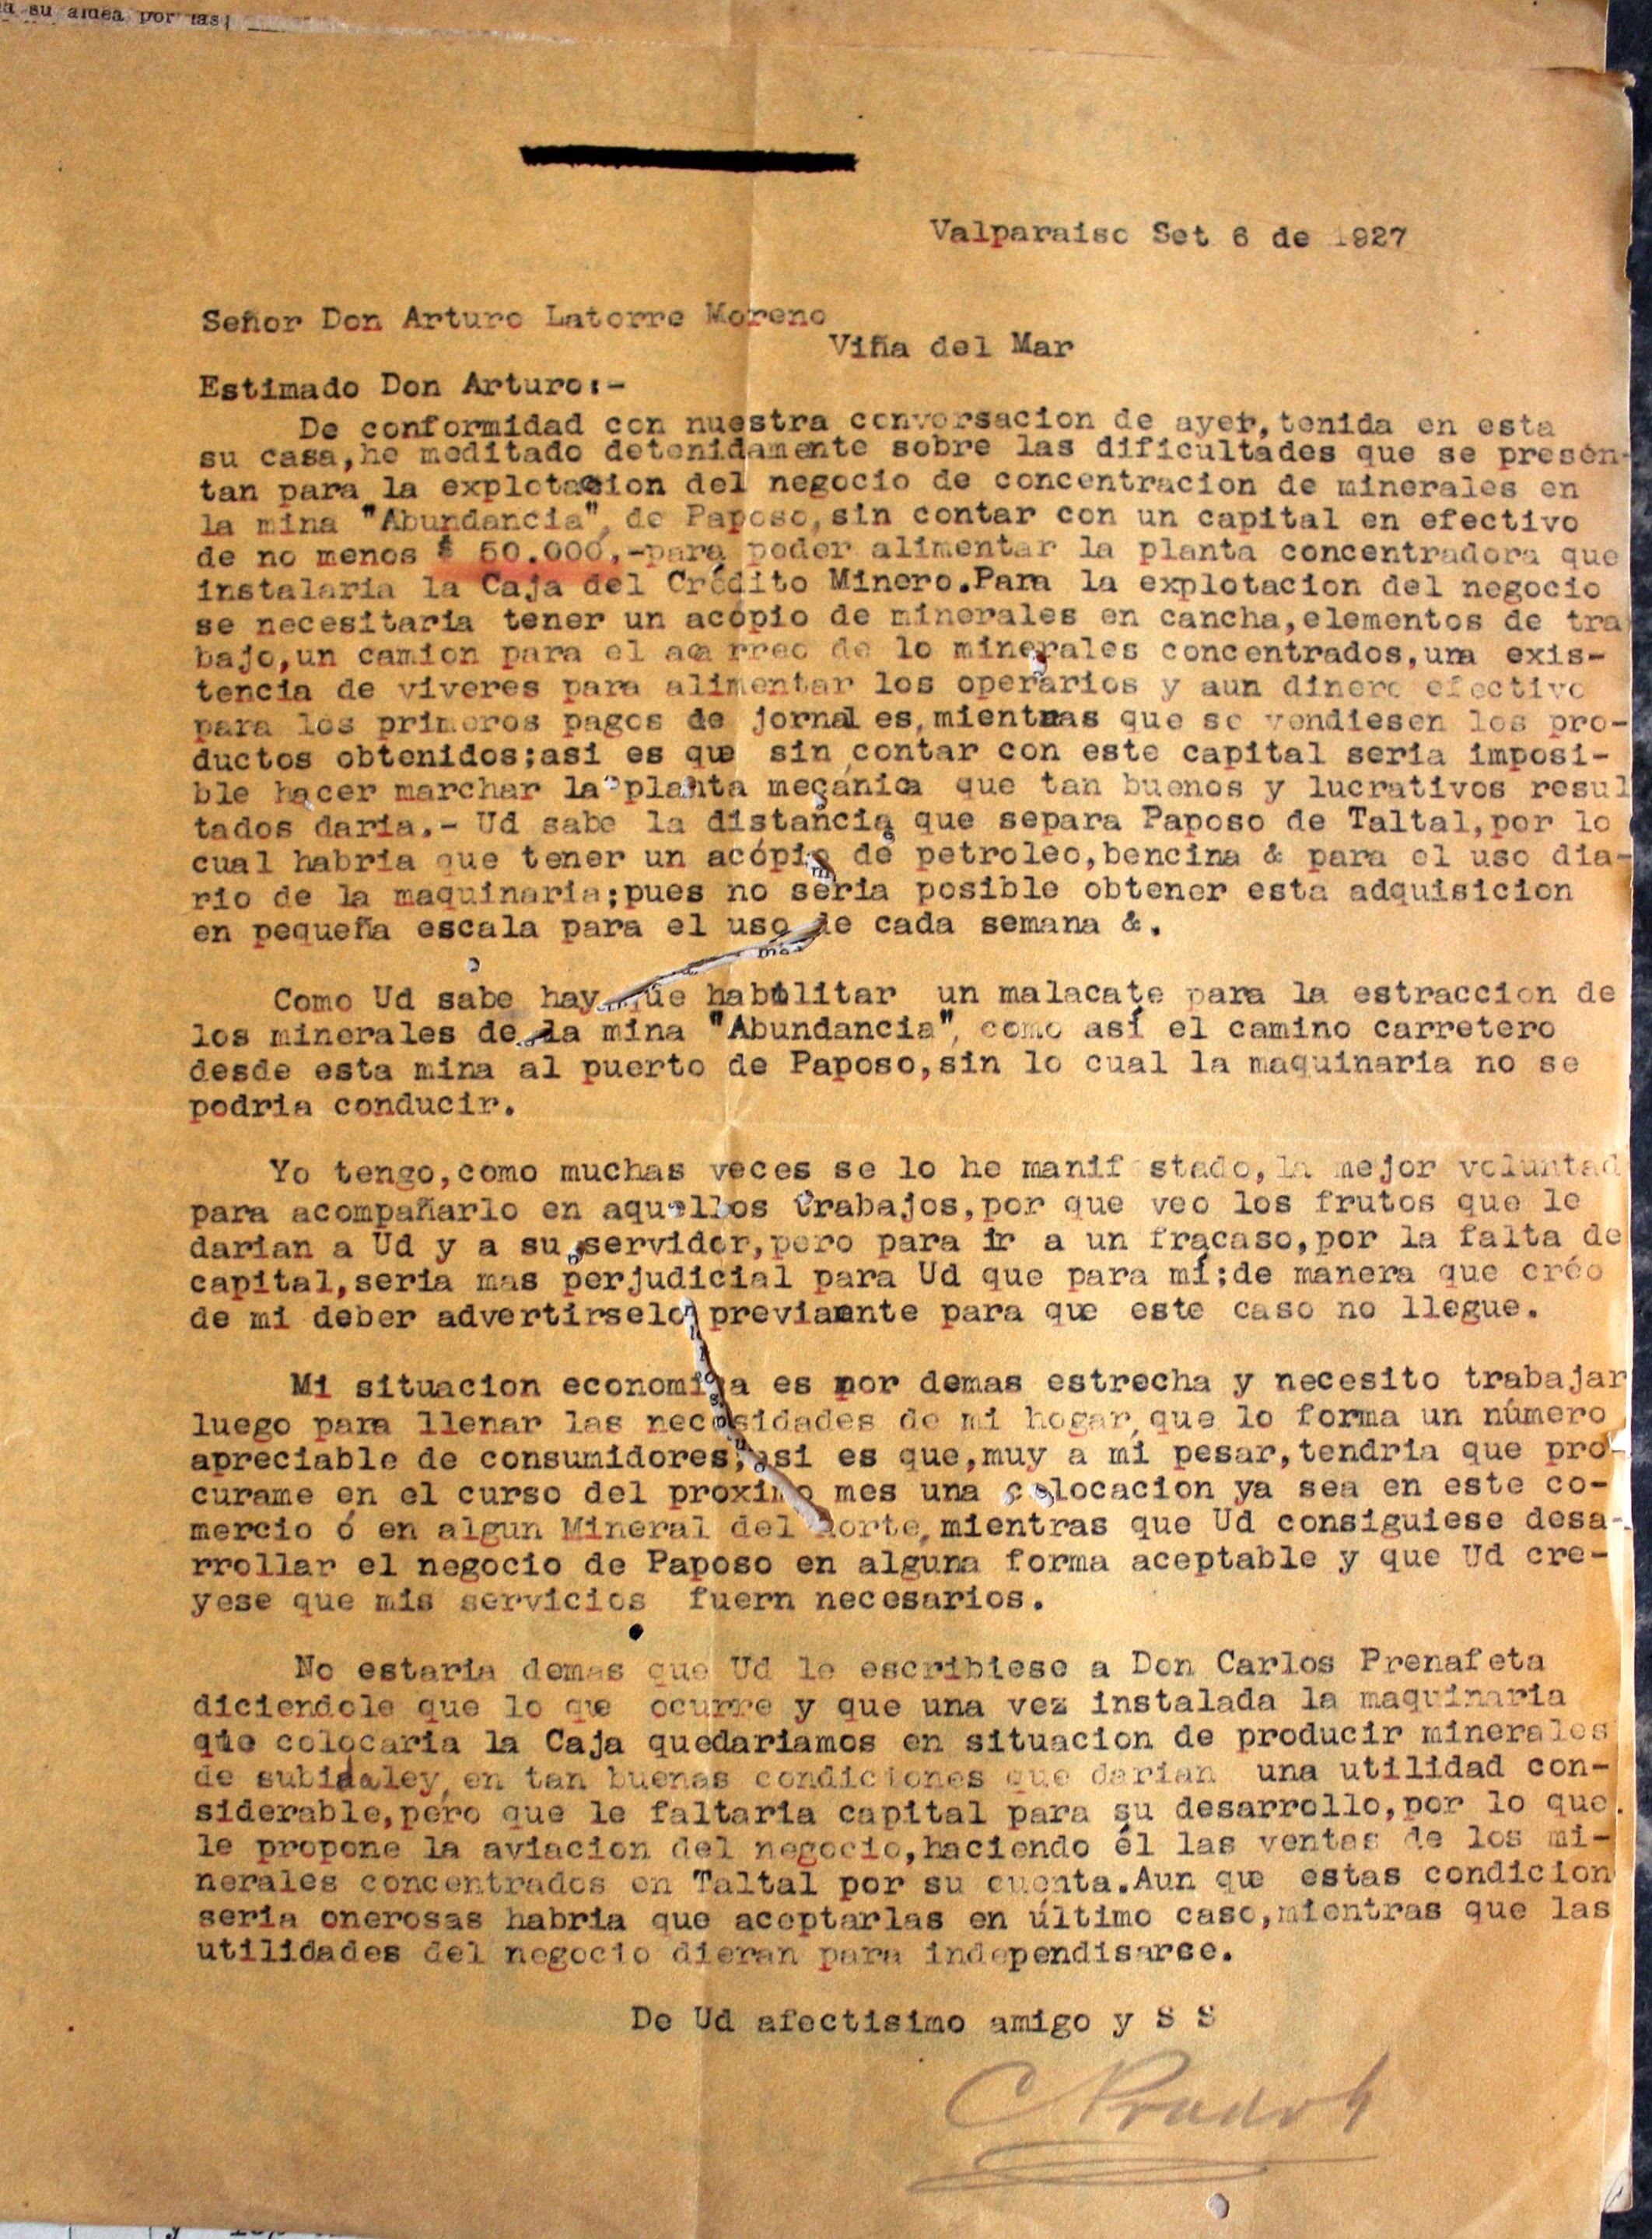 su aldea por las
Valparaiso Set 6 de 1927
Señor Don Arturo Latorre Moreno
Viña del Mar
Estimado Don Arturo:-
De conformidad con nuestra conversacion de ayer,tenida en esta
su casa,he meditado detenidamente sobre las dificultades que se presen-
tan para la explotacion del negocio de concentracion de minerales en
la mina "Abundancia", de Paposo,sin contar con un capital en efectivo
de no menos $ 50.000,-para poder alimentar la planta concentradora que
instalaria la Caja del Crédito Minero.Para la explotacion del negocio
se necesitaria tener un acópio de minerales en cancha,elementos de tra
bajo,un camion para el aca rreo de lo minerales concentrados,una exis-
tencia de viveres para alimentar los operarios y aun dinero efectivo
para los primeros pagos de jornal es,mientras que se vendiesen los pro-
ductos obtenidos;asi es que sin contar con este capital seria imposi-
ble hacer marchar la planta mecánica que tan buenos y lucrativos resul
tados daria.- Ud sabe la distancia que separa Paposo de Taltal,por lo
cual habria que tener un acópio de petroleo,bencina & para el uso dia-
rio de la maquinaria;pues no seria posible obtener esta adquisicion
en pequeña escala para el uso de cada semana &.
Como Ud sabe hay que habilitar un malacate para la estraccion de
los minerales de la mina "Abundancia", como así el camino carretero
desde esta mina al puerto de Paposo,sin lo cual la maquinaria no se
podria conducir.
Yo tengo,como muchas veces se lo he manif stado,la mejor voluntad
para acompañarlo en aquellos trabajos,por que veo los frutos que le
darian a Ud y a su servidor,pero para ir a un fracaso,por la falta de
capital,seria mas perjudicial para Ud que para mí;de manera que créo
de mi deber advertirselo previamnte para que este caso no llegue.
Mi situacion economica es por demas estrecha y necesito trabajar
luego para llenar las necesidades de mi hogar,que lo forma un número
apreciable de consumidores;asi es que,muy a mi pesar,tendria que pro-
curame en el curso del proximo mes una colocacion ya sea en este co-
mercio ó en algun Mineral del Norte,mientras que Ud consiguiese desa-
rrollar el negocio de Paposo en alguna forma aceptable y que Ud cre-
yese que mis servicios fuern necesarios.
No estaria demas que Ud le escribiese a Don Carlos Prenafeta
diciendole que lo que ocurre y que una vez instalada la maquinaria
que colocaria la Caja quedariamos en situacion de producir minerales
de subidaley,en tan buenas condiciones que darian una utilidad con-
siderable,pero que le faltaria capital para su desarrollo,por lo que.
le propone la aviacion del negocio,haciendo él las ventas de los mi-
nerales concentrados en Taltal por su cuenta.Aun que estas condicion
seria onerosas habria que aceptarlas en último caso,mientras que las
utilidades del negocio dieran para independisarse.
De Ud afectisimo amigo y S S
C Prado